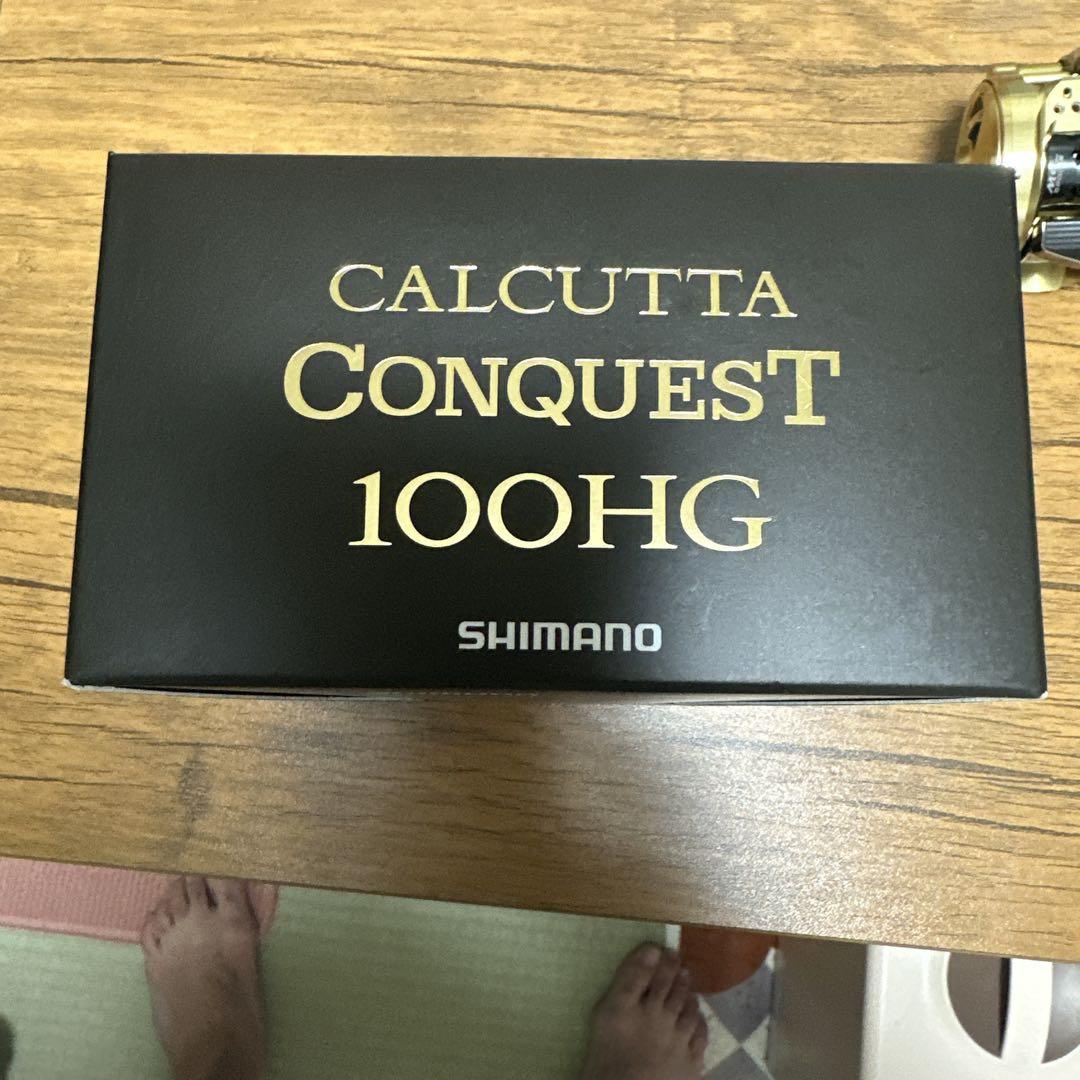 CALCUTTA
CONQUEST
100HG
SHIMANO